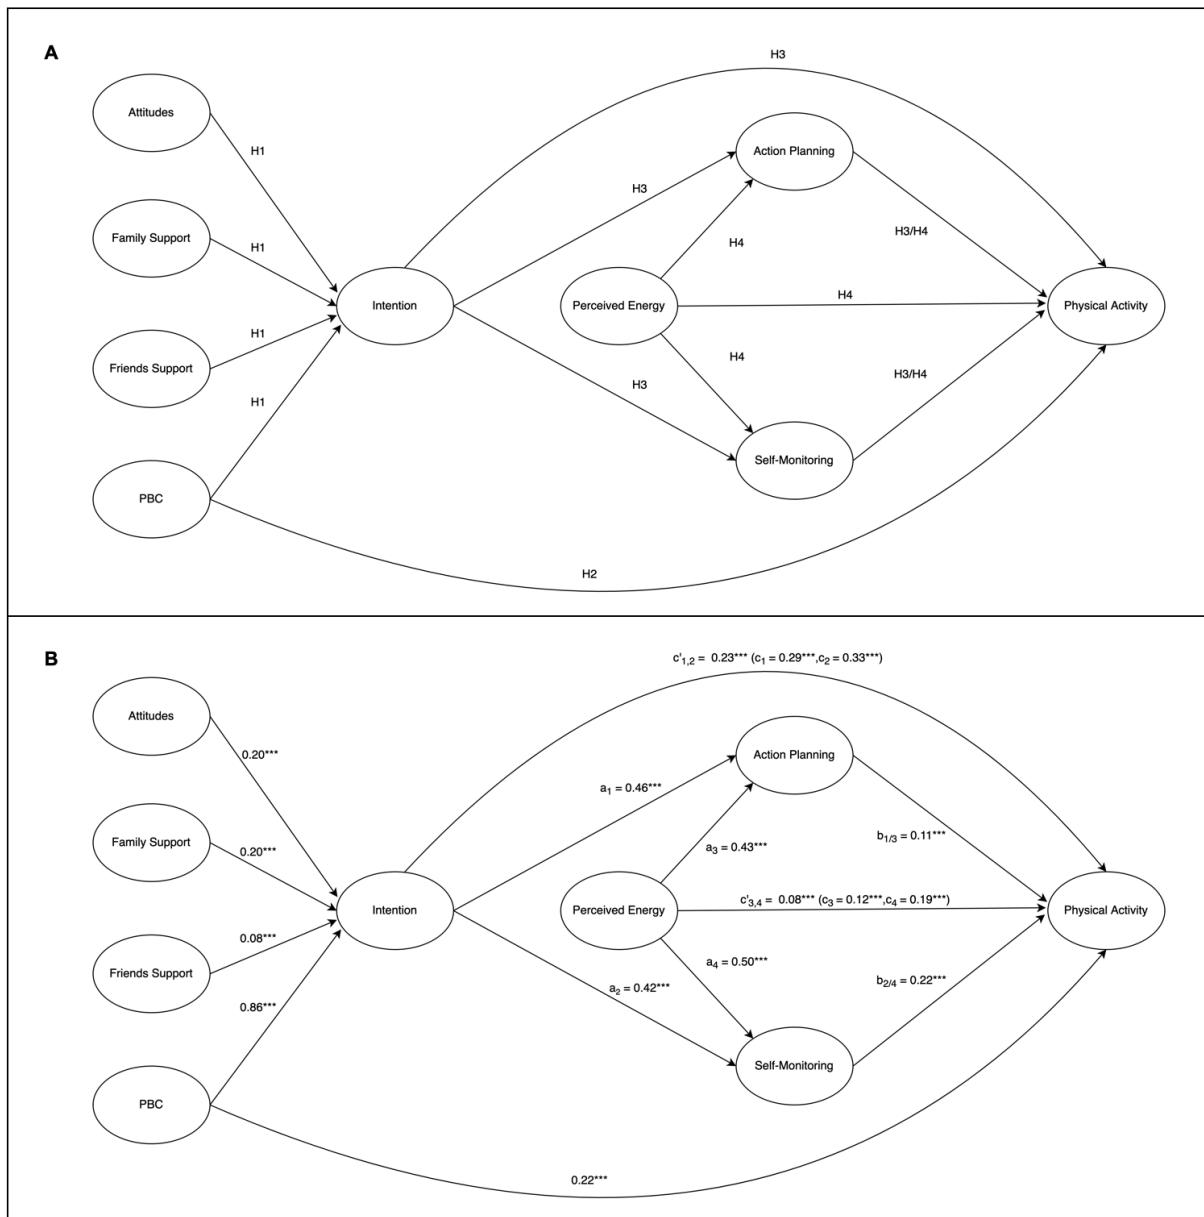 A
H3
Attitudes
H1
Action Planning
H3
Family Support
H1
H4
H3/H4
Intention
Perceived Energy
H4
Physical Activity
Friends Support
H1
H4
H3
H3/H4
H1
Self-Monitoring
PBC
H2
B
c'1,2 = 0.23*** (c1 = 0.29***,c2 = 0.33***)
Attitudes
0.20***
Action Planning
a1 = 0.46***
Family Support
0.20***
a3 = 0.43***
b1/3 = 0.11***
Intention
Perceived Energy
c'3,4 = 0.08*** (c3 = 0.12***,c4 = 0.19***)
Physical Activity
Friends Support
0.08***
a4 = 0.50***
a2 = 0.42***
b2/4 = 0.22***
0.86***
Self-Monitoring
PBC
0.22***